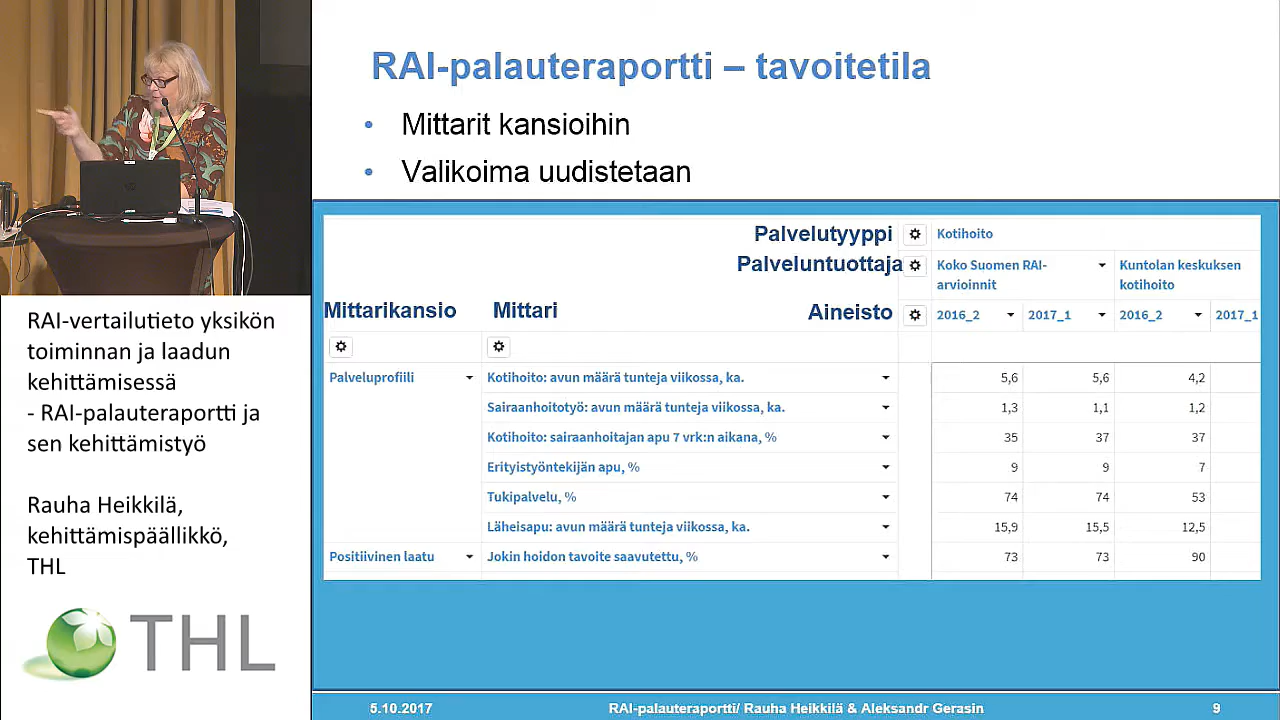 RAI-palauteraportti – tavoitetila
• Mittarit kansioihin
• Valikoima uudistetaan
Palvelutyyppi Kotihoito
Palveluntuottaja Koko Suomen RAI-arvioinnit Kuntolan keskuksen kotihoito
Mittarikansio Mittari Aineisto 2016_2 2017_1 2016_2 2017_1
Palveluprofiili Kotihoito: avun määrä tunteja viikossa, ka. 5,6 5,6 4,2
Sairaanhoitotyö: avun määrä tunteja viikossa, ka. 1,3 1,1 1,2
Kotihoito: sairaanhoitajan apu 7 vrk:n aikana, % 35 37 37
Erityistyöntekijän apu, % 9 9 7
Tukipalvelu, % 74 74 53
Läheisapu: avun määrä tunteja viikossa, ka. 15,9 15,5 12,5
Positiivinen laatu Jokin hoidon tavoite saavutettu, % 73 73 90
RAI-vertailutieto yksikön
toiminnan ja laadun
kehittämisessä
- RAI-palauteraportti ja
sen kehittämistyö
Rauha Heikkilä,
kehittämispäällikkö,
THL
THL
5.10.2017 RAI-palauteraportti/ Rauha Heikkilä & Aleksandr Gerasin 9